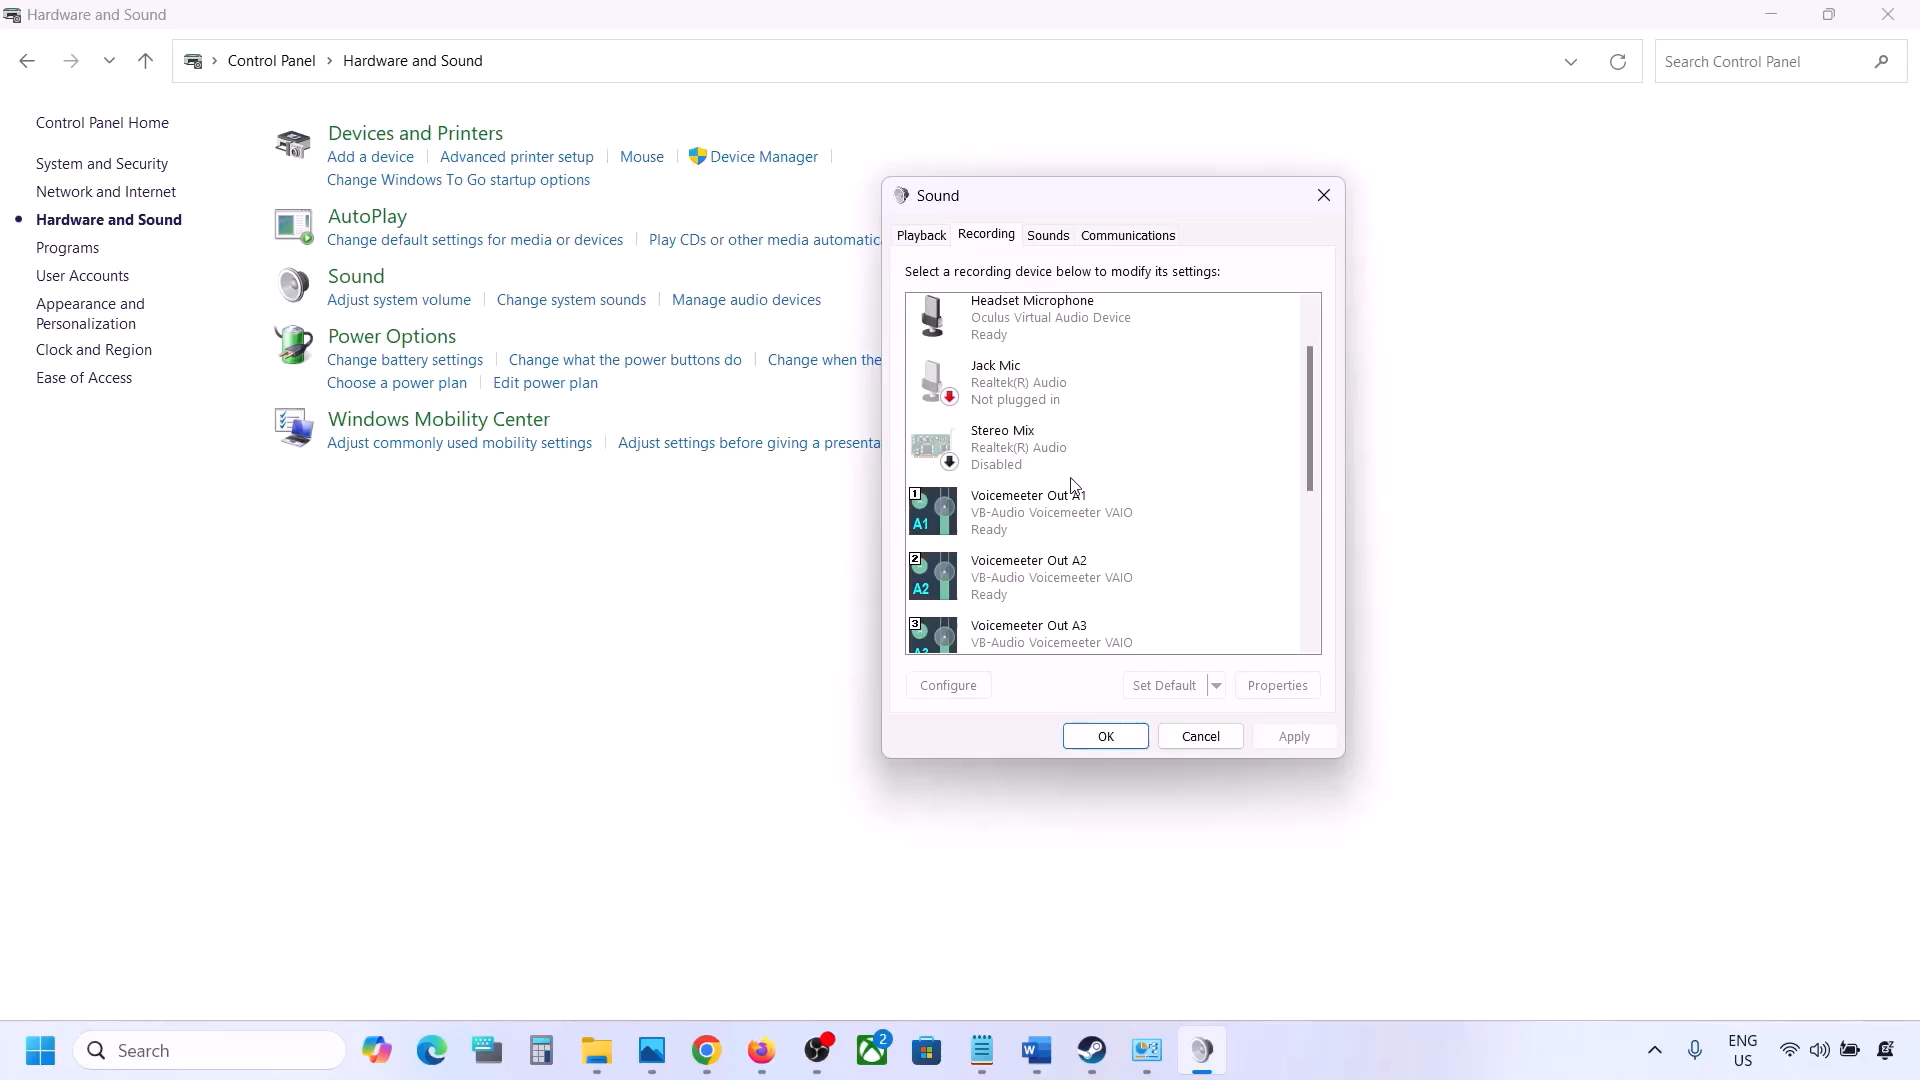 Hardware and Sound
Control Panel
Hardware and Sound
Search Control Panel
Control Panel Home
System and Security
Network and Internet
Hardware and Sound
Programs
User Accounts
Appearance and
Personalization
Clock and Region
Ease of Access
Devices and Printers
Add a device
Advanced printer setup
Mouse
Device Manager
Change Windows To Go startup options
AutoPlay
Change default settings for media or devices
Play CDs or other media automatic
Sound
Adjust system volume
Change system sounds
Manage audio devices
Power Options
Change battery settings
Change what the power buttons do
Change when the
Choose a power plan
Edit power plan
Windows Mobility Center
Adjust commonly used mobility settings
Adjust settings before giving a presenta
Sound
Playback
Recording
Sounds
Communications
Select a recording device below to modify its settings:
Headset Microphone
Oculus Virtual Audio Device
Ready
Jack Mic
Realtek(R) Audio
Not plugged in
Stereo Mix
Realtek(R) Audio
Disabled
1
A1
Voicemeeter Out A1
VB-Audio Voicemeeter VAIO
Ready
2
A2
Voicemeeter Out A2
VB-Audio Voicemeeter VAIO
Ready
3
A3
Voicemeeter Out A3
VB-Audio Voicemeeter VAIO
Configure
Set Default
Properties
OK
Cancel
Apply
Search
2
ENG
US